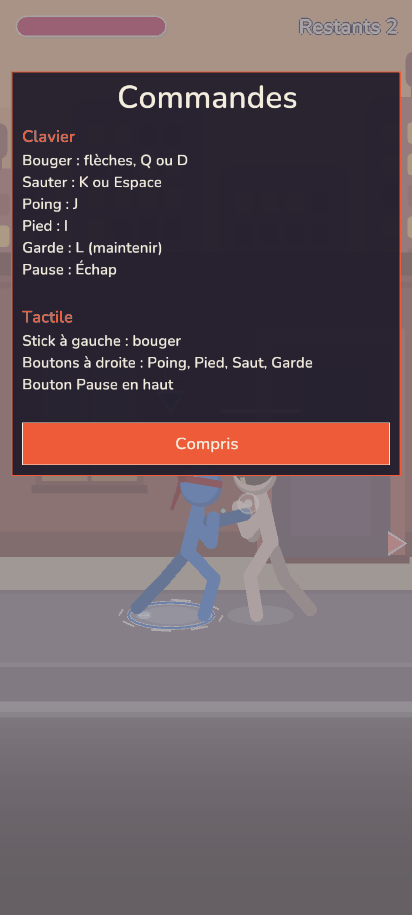 Restants 2
Commandes
Clavier
Bouger : flèches, Q ou D
Sauter : K ou Espace
Poing : J
Pied : I
Garde : L (maintenir)
Pause : Échap
Tactile
Stick à gauche : bouger
Boutons à droite : Poing, Pied, Saut, Garde
Bouton Pause en haut
Compris